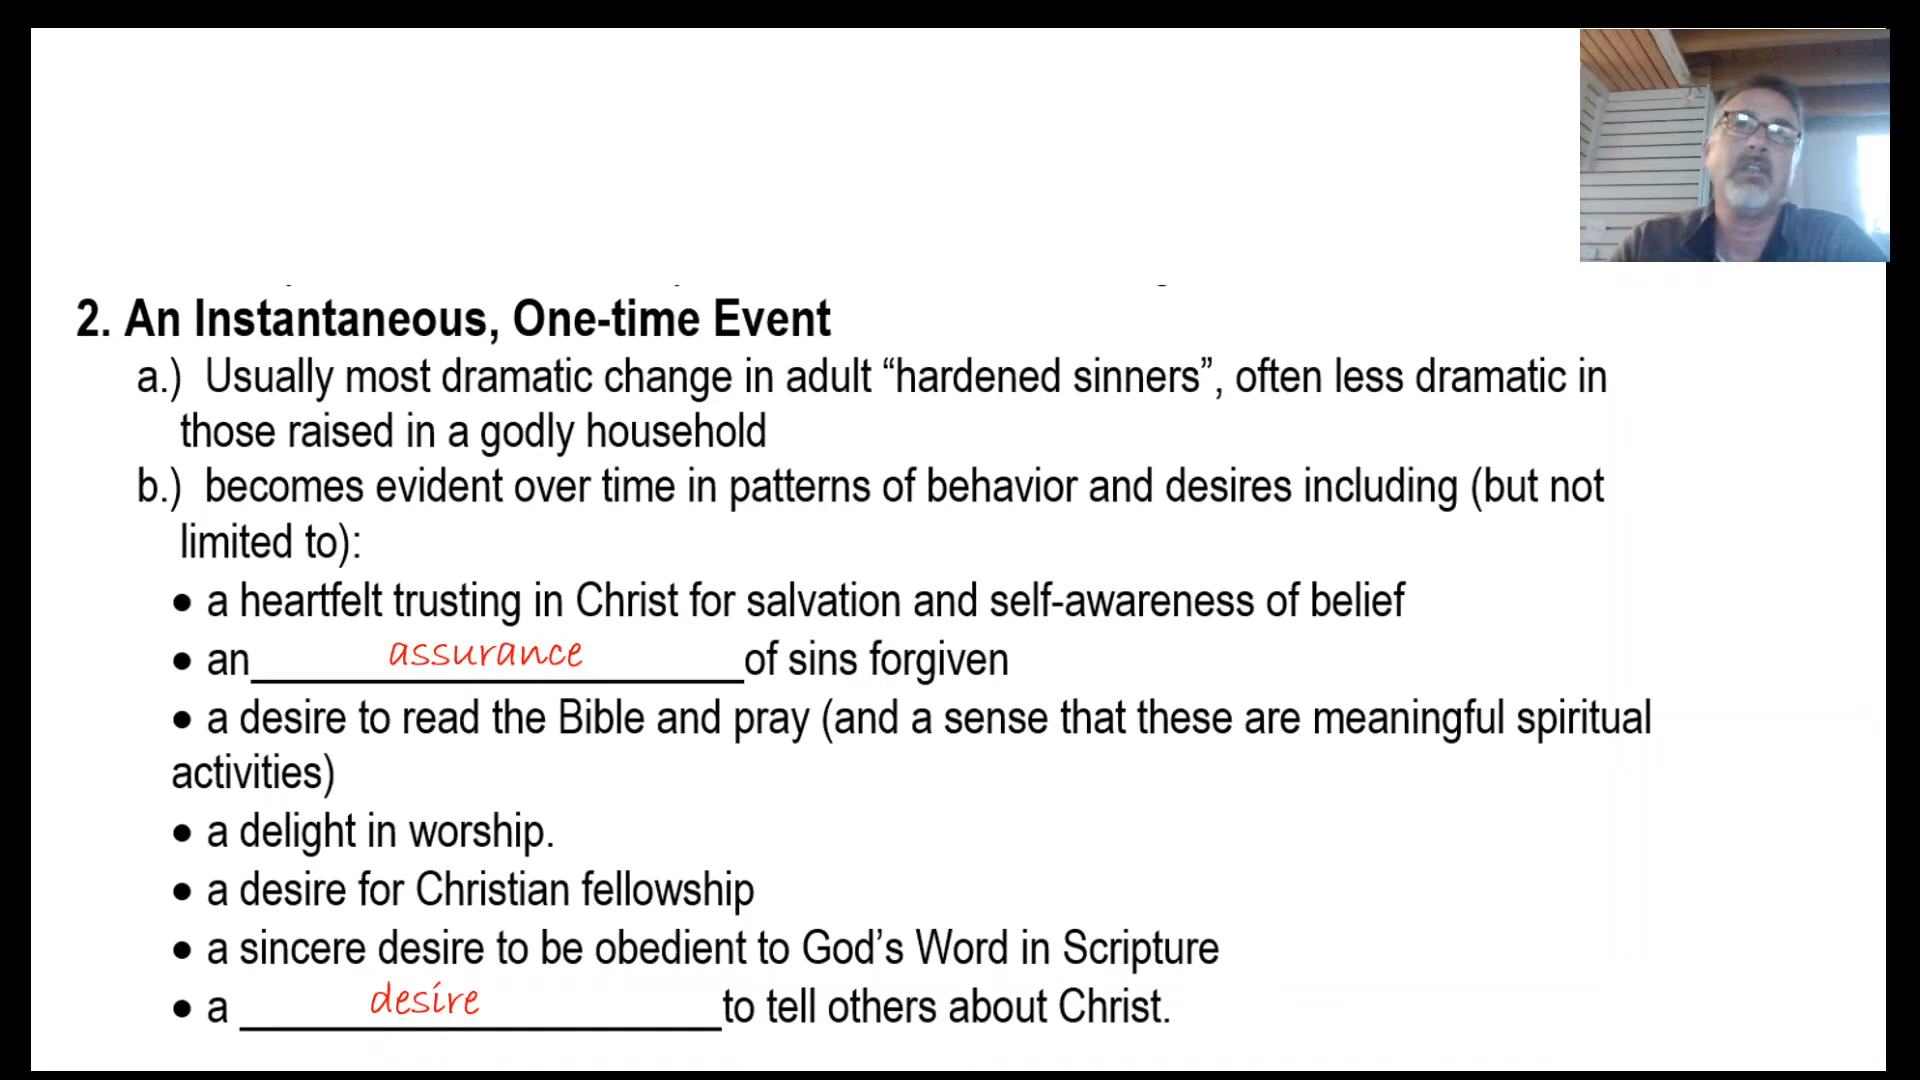 2. An Instantaneous, One-time Event
a.) Usually most dramatic change in adult “hardened sinners”, often less dramatic in
those raised in a godly household
b.) becomes evident over time in patterns of behavior and desires including (but not
limited to):
• a heartfelt trusting in Christ for salvation and self-awareness of belief
• an assurance of sins forgiven
• a desire to read the Bible and pray (and a sense that these are meaningful spiritual
activities)
• a delight in worship.
• a desire for Christian fellowship
• a sincere desire to be obedient to God’s Word in Scripture
• a desire to tell others about Christ.